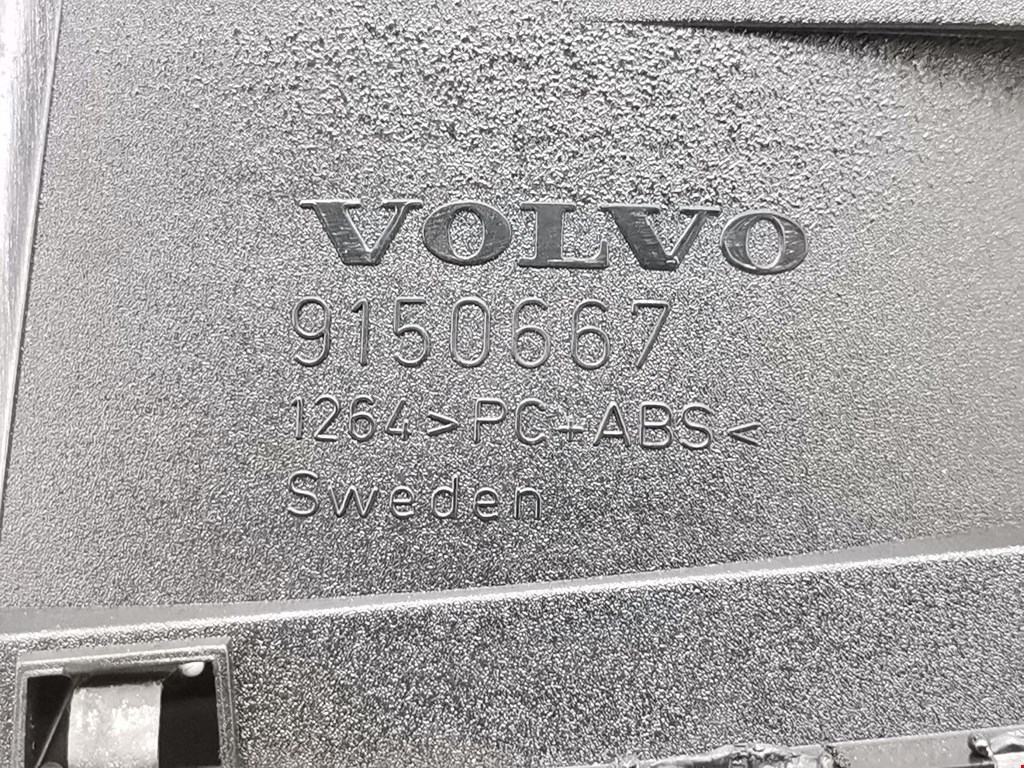 VOLVO
9150667
1264 >PC+ABS<
Sweden